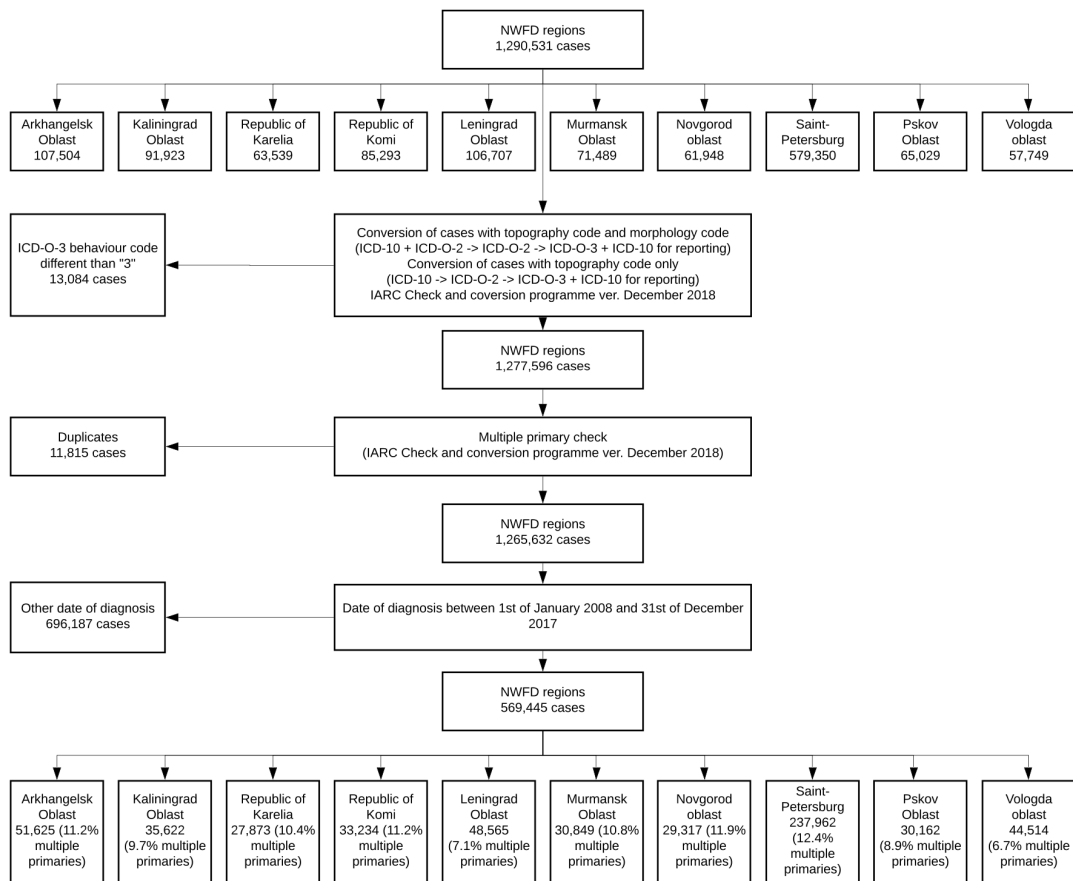 NWFD regions
1,290,531 cases
Arkhangelsk
Oblast
107,504
Kaliningrad
Oblast
91,923
Republic of
Karelia
63,539
Republic of
Komi
85,293
Leningrad
Oblast
106,707
Murmansk
Oblast
71,489
Novgorod
oblast
61,948
Saint-
Petersburg
579,350
Pskov
Oblast
65,029
Vologda
oblast
57,749
ICD-O-3 behaviour code
different than "3"
13,084 cases
Conversion of cases with topography code and morphology code
(ICD-10 + ICD-O-2 -> ICD-O-2 -> ICD-O-3 + ICD-10 for reporting)
Conversion of cases with topography code only
(ICD-10 -> ICD-O-2 -> ICD-O-3 + ICD-10 for reporting)
IARC Check and coversion programme ver. December 2018
NWFD regions
1,277,596 cases
Duplicates
11,815 cases
Multiple primary check
(IARC Check and conversion programme ver. December 2018)
NWFD regions
1,265,632 cases
Other date of diagnosis
696,187 cases
Date of diagnosis between 1st of January 2008 and 31st of December
2017
NWFD regions
569,445 cases
Arkhangelsk
Oblast
51,625 (11.2%
multiple
primaries)
Kaliningrad
Oblast
35,622
(9.7% multiple
primaries)
Republic of
Karelia
27,873 (10.4%
multiple
primaries)
Republic of
Komi
33,234 (11.2%
multiple
primaries)
Leningrad
Oblast
48,565
(7.1% multiple
primaries)
Murmansk
Oblast
30,849 (10.8%
multiple
primaries)
Novgorod
oblast
29,317 (11.9%
multiple
primaries)
Saint-
Petersburg
237,962
(12.4%
multiple
primaries)
Pskov
Oblast
30,162
(8.9% multiple
primaries)
Vologda
oblast
44,514
(6.7% multiple
primaries)